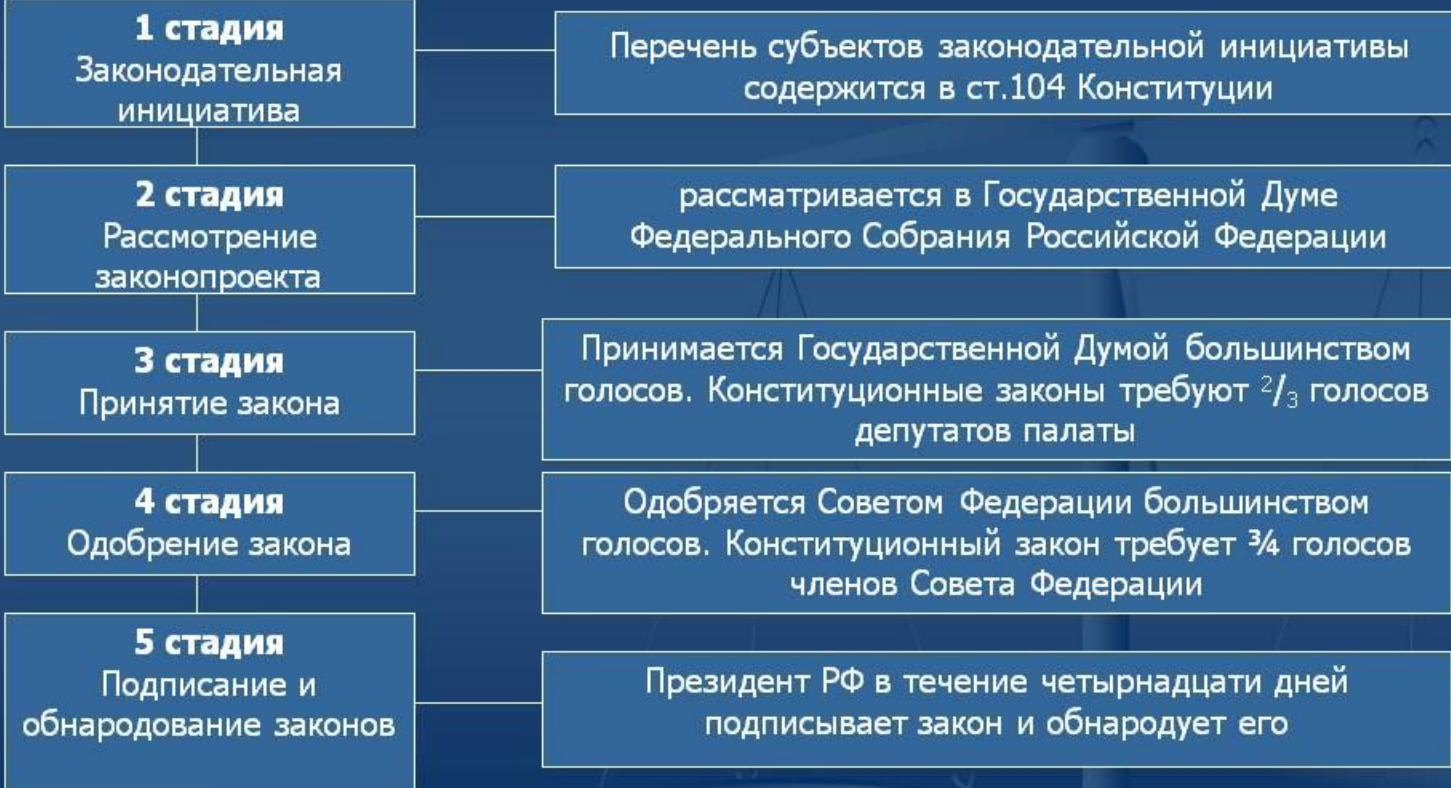 1 стадия
Законодательная
инициатива
Перечень субъектов законодательной инициативы
содержится в ст.104 Конституции
2 стадия
Рассмотрение
законопроекта
рассматривается в Государственной Думе
Федерального Собрания Российской Федерации
3 стадия
Принятие закона
Принимается Государственной Думой большинством
голосов. Конституционные законы требуют ²/₃ голосов
депутатов палаты
4 стадия
Одобрение закона
Одобряется Советом Федерации большинством
голосов. Конституционный закон требует ¾ голосов
членов Совета Федерации
5 стадия
Подписание и
обнародование законов
Президент РФ в течение четырнадцати дней
подписывает закон и обнародует его